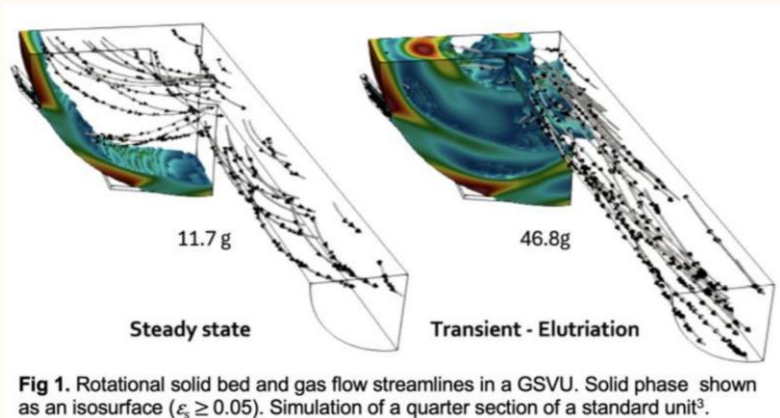 11.7 g
46.8g
Steady state
Transient - Elutriation
Fig 1. Rotational solid bed and gas flow streamlines in a GSVU. Solid phase shown
as an isosurface (εs ≥ 0.05). Simulation of a quarter section of a standard unit³.